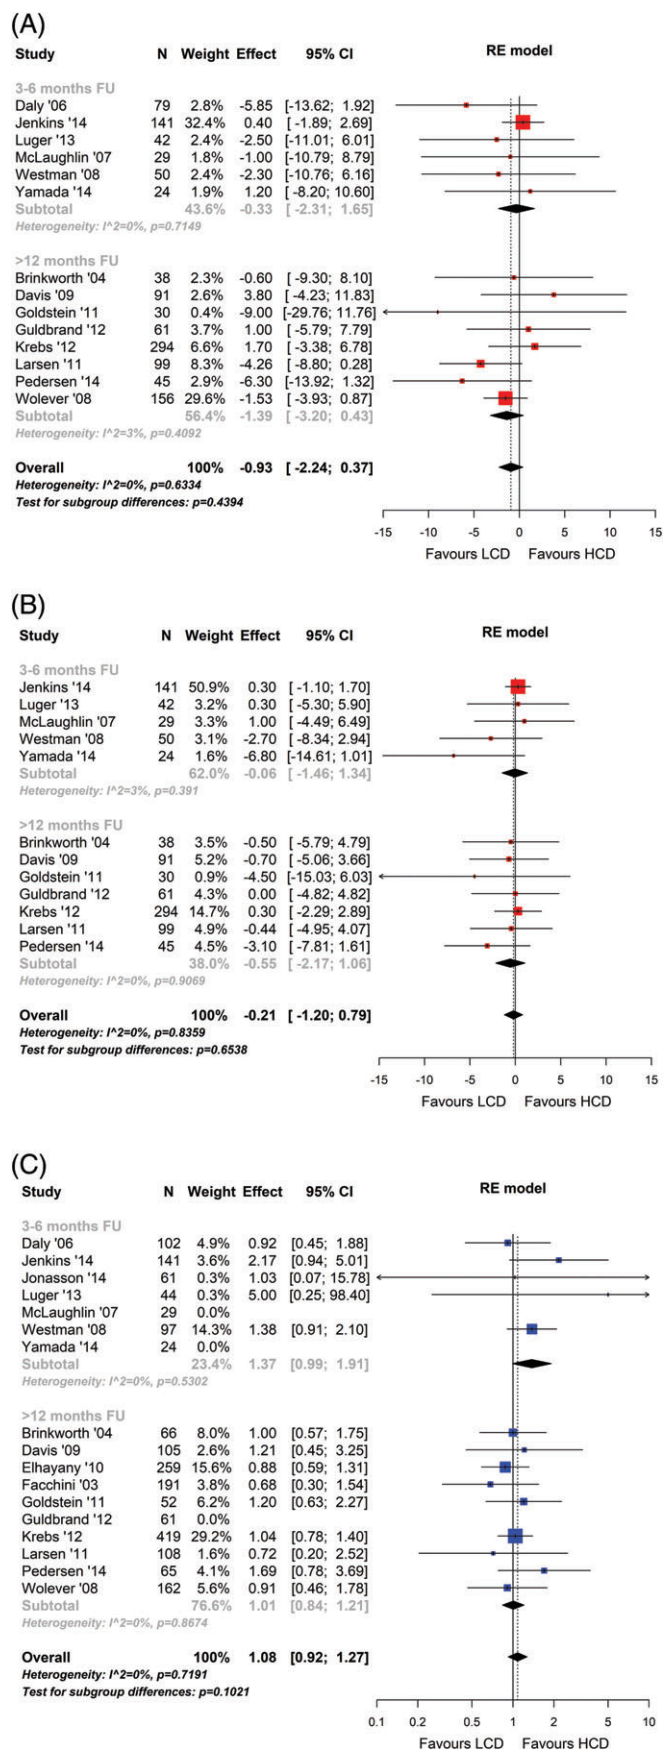 (A)
Study N Weight Effect 95% CI RE model
3-6 months FU
Daly '06 79 2.8% -5.85 [-13.62; 1.92]
Jenkins '14 141 32.4% 0.40 [ -1.89; 2.69]
Luger '13 42 2.4% -2.50 [-11.01; 6.01]
McLaughlin '07 29 1.8% -1.00 [-10.79; 8.79]
Westman '08 50 2.4% -2.30 [-10.76; 6.16]
Yamada '14 24 1.9% 1.20 [ -8.20; 10.60]
Subtotal 43.6% -0.33 [ -2.31; 1.65]
Heterogeneity: I^2=0%, p=0.7149
>12 months FU
Brinkworth '04 38 2.3% -0.60 [ -9.30; 8.10]
Davis '09 91 2.6% 3.80 [ -4.23; 11.83]
Goldstein '11 30 0.4% -9.00 [-29.76; 11.76]
Guldbrand '12 61 3.7% 1.00 [ -5.79; 7.79]
Krebs '12 294 6.6% 1.70 [ -3.38; 6.78]
Larsen '11 99 8.3% -4.26 [ -8.80; 0.28]
Pedersen '14 45 2.9% -6.30 [-13.92; 1.32]
Wolever '08 156 29.6% -1.53 [ -3.93; 0.87]
Subtotal 56.4% -1.39 [ -3.20; 0.43]
Heterogeneity: I^2=3%, p=0.4092
Overall 100% -0.93 [ -2.24; 0.37]
Heterogeneity: I^2=0%, p=0.6334
Test for subgroup differences: p=0.4394
-15 -10 -5 0 5 10 15
Favours LCD Favours HCD
(B)
Study N Weight Effect 95% CI RE model
3-6 months FU
Jenkins '14 141 50.9% 0.30 [ -1.10; 1.70]
Luger '13 42 3.2% 0.30 [ -5.30; 5.90]
McLaughlin '07 29 3.3% 1.00 [ -4.49; 6.49]
Westman '08 50 3.1% -2.70 [ -8.34; 2.94]
Yamada '14 24 1.6% -6.80 [-14.61; 1.01]
Subtotal 62.0% -0.06 [ -1.46; 1.34]
Heterogeneity: I^2=3%, p=0.391
>12 months FU
Brinkworth '04 38 3.5% -0.50 [ -5.79; 4.79]
Davis '09 91 5.2% -0.70 [ -5.06; 3.66]
Goldstein '11 30 0.9% -4.50 [-15.03; 6.03]
Guldbrand '12 61 4.3% 0.00 [ -4.82; 4.82]
Krebs '12 294 14.7% 0.30 [ -2.29; 2.89]
Larsen '11 99 4.9% -0.44 [ -4.95; 4.07]
Pedersen '14 45 4.5% -3.10 [ -7.81; 1.61]
Subtotal 38.0% -0.55 [ -2.17; 1.06]
Heterogeneity: I^2=0%, p=0.9069
Overall 100% -0.21 [ -1.20; 0.79]
Heterogeneity: I^2=0%, p=0.8359
Test for subgroup differences: p=0.6538
-15 -10 -5 0 5 10 15
Favours LCD Favours HCD
(C)
Study N Weight Effect 95% CI RE model
3-6 months FU
Daly '06 102 4.9% 0.92 [0.45; 1.88]
Jenkins '14 141 3.6% 2.17 [0.94; 5.01]
Jonasson '14 61 0.3% 1.03 [0.07; 15.78]
Luger '13 44 0.3% 5.00 [0.25; 98.40]
McLaughlin '07 29 0.0%
Westman '08 97 14.3% 1.38 [0.91; 2.10]
Yamada '14 24 0.0%
Subtotal 23.4% 1.37 [0.99; 1.91]
Heterogeneity: I^2=0%, p=0.5302
>12 months FU
Brinkworth '04 66 8.0% 1.00 [0.57; 1.75]
Davis '09 105 2.6% 1.21 [0.45; 3.25]
Elhayany '10 259 15.6% 0.88 [0.59; 1.31]
Facchini '03 191 3.8% 0.68 [0.30; 1.54]
Goldstein '11 52 6.2% 1.20 [0.63; 2.27]
Guldbrand '12 61 0.0%
Krebs '12 419 29.2% 1.04 [0.78; 1.40]
Larsen '11 108 1.6% 0.72 [0.20; 2.52]
Pedersen '14 65 4.1% 1.69 [0.78; 3.69]
Wolever '08 162 5.6% 0.91 [0.46; 1.78]
Subtotal 76.6% 1.01 [0.84; 1.21]
Heterogeneity: I^2=0%, p=0.8674
Overall 100% 1.08 [0.92; 1.27]
Heterogeneity: I^2=0%, p=0.7191
Test for subgroup differences: p=0.1021
0.1 0.2 0.5 1 2 5 10
Favours LCD Favours HCD